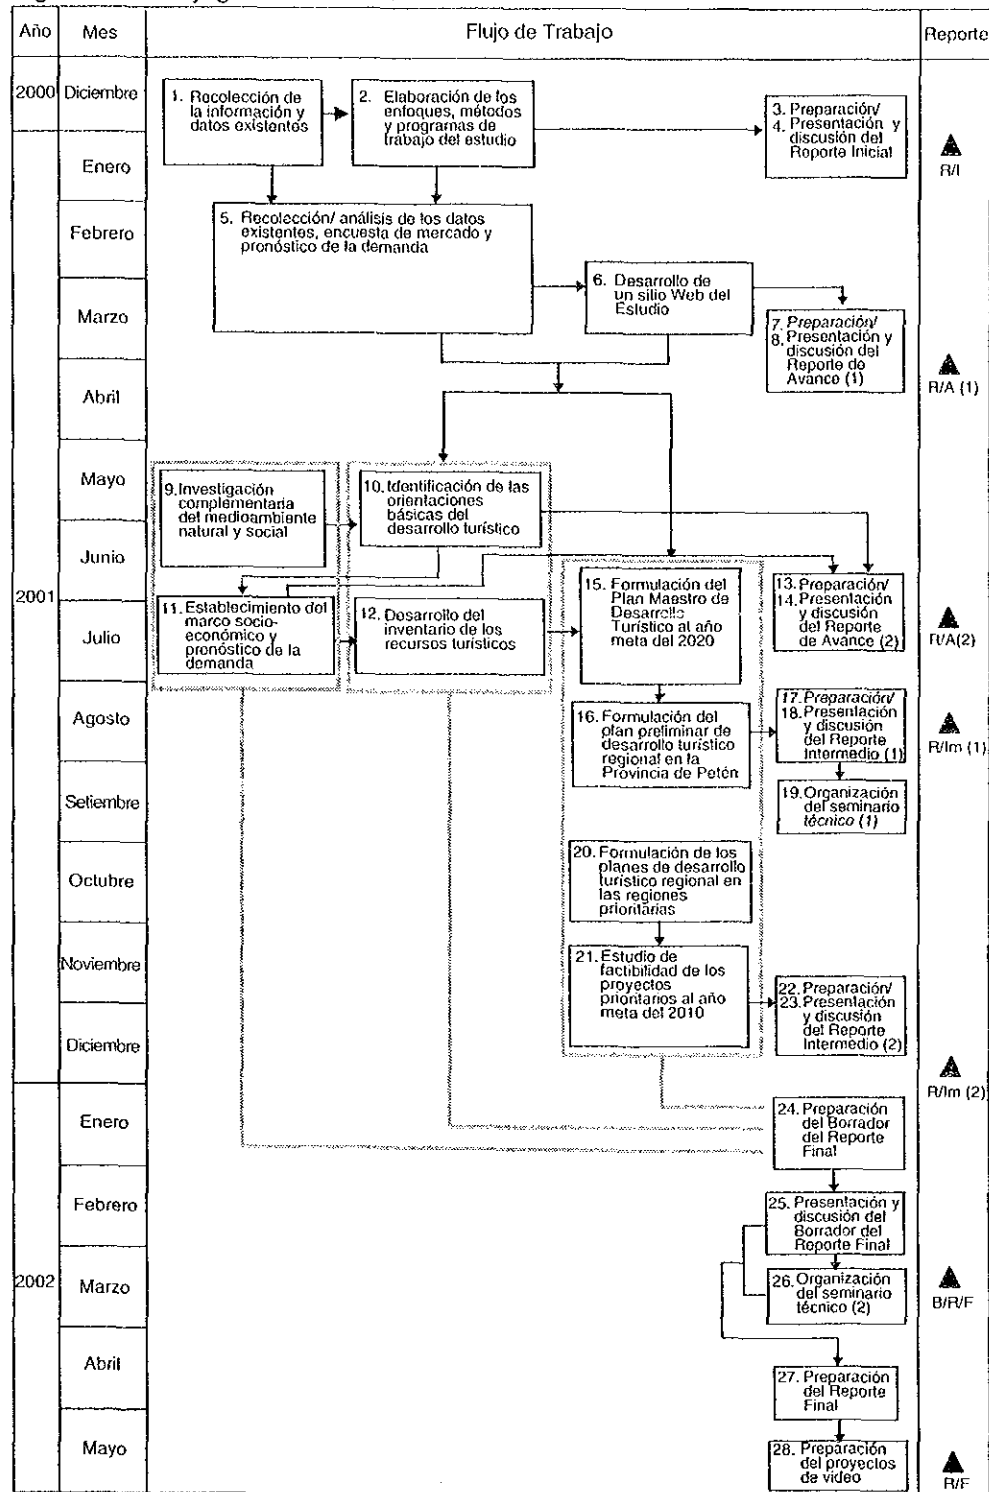 Año
Mes
Flujo de Trabajo
Reporte
2000
Diciembre
1. Recolección de
la información y
datos existentes
2. Elaboración de los
enfoques, métodos
y programas de
trabajo del estudio
3. Preparación/
4. Presentación y
discusión del
Reporte Inicial
Enero
R/I
Febrero
5. Recolección/ análisis de los datos
existentes, encuesta de mercado y
pronóstico de la demanda
6. Desarrollo de
un sitio Web del
Estudio
Marzo
7. Preparación/
8. Presentación y
discusión del
Reporte de
Avance (1)
Abril
R/A (1)
Mayo
9. Investigación
complementaria
del medioambiente
natural y social
10. Identificación de las
orientaciones
básicas del
desarrollo turístico
Junio
2001
11. Establecimiento del
marco socio-
económico y
pronóstico de la
demanda
12. Desarrollo del
inventario de los
recursos turísticos
15. Formulación del
Plan Maestro de
Desarrollo
Turístico al año
meta del 2020
13. Preparación/
14. Presentación
y discusión
del Reporte
de Avance (2)
Julio
R/A(2)
Agosto
16. Formulación del
plan preliminar de
desarrollo turístico
regional en la
Provincia de Petén
17. Preparación/
18. Presentación
y discusión
del Reporte
Intermedio (1)
R/Im (1)
Setiembre
19. Organización
del seminario
técnico (1)
Octubre
20. Formulación de los
planes de desarrollo
turístico regional en
las regiones
prioritarias
Noviembre
21. Estudio de
factibilidad de los
proyectos
prioritarios al año
meta del 2010
22. Preparación/
23. Presentación
y discusión
del Reporte
Intermedio (2)
Diciembre
R/Im (2)
Enero
24. Preparación
del Borrador
del Reporte
Final
Febrero
25. Presentación y
discusión del
Borrador del
Reporte Final
2002
Marzo
26. Organización
del seminario
técnico (2)
B/R/F
Abril
27. Preparación
del Reporte
Final
Mayo
28. Preparación
del proyectos
de video
R/F